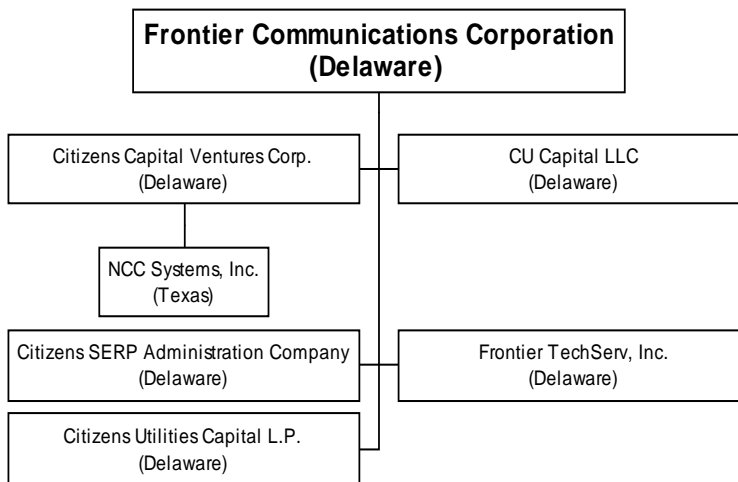 Frontier Communications Corporation
(Delaware)
Citizens Capital Ventures Corp.
(Delaware)
CU Capital LLC
(Delaware)
NCC Systems, Inc.
(Texas)
Citizens SERP Administration Company
(Delaware)
Frontier TechServ, Inc.
(Delaware)
Citizens Utilities Capital L.P.
(Delaware)